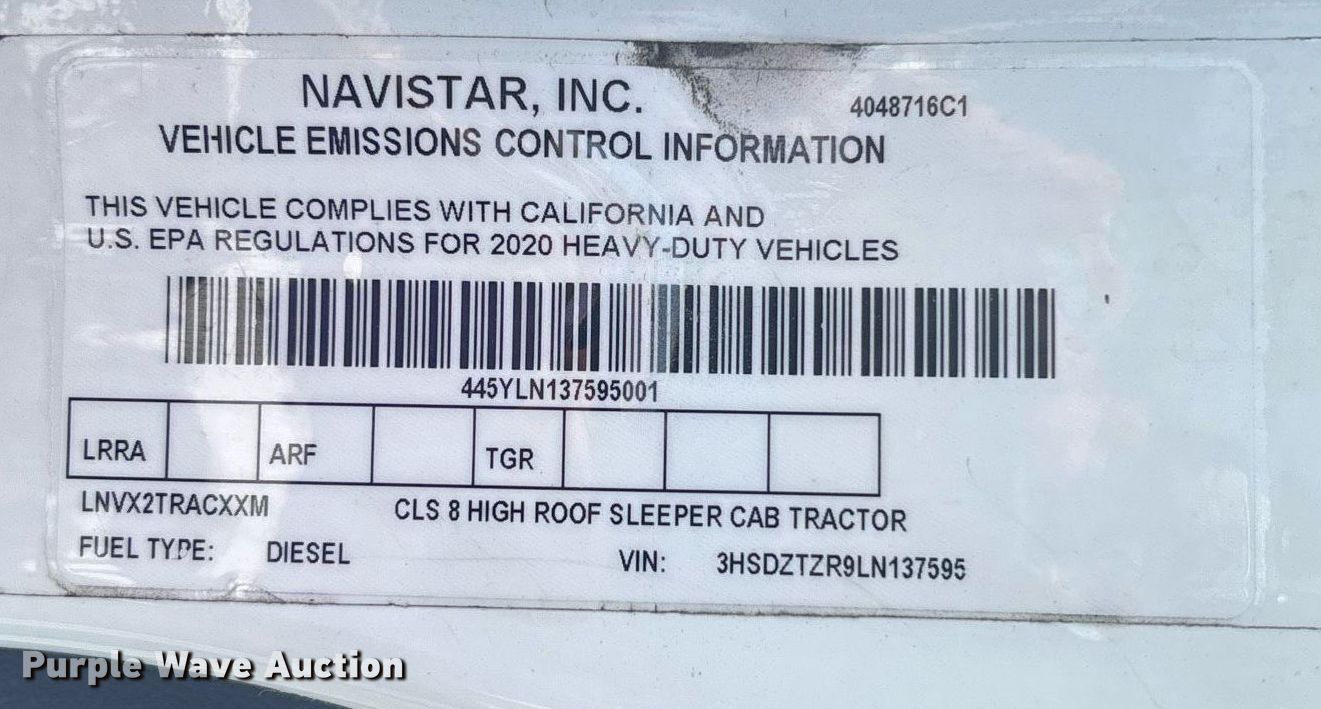 NAVISTAR, INC.
4048716C1
VEHICLE EMISSIONS CONTROL INFORMATION
THIS VEHICLE COMPLIES WITH CALIFORNIA AND
U.S. EPA REGULATIONS FOR 2020 HEAVY-DUTY VEHICLES
445YLN137595001
LRRA ARF TGR
LNVX2TRACXXM CLS 8 HIGH ROOF SLEEPER CAB TRACTOR
FUEL TYPE: DIESEL VIN: 3HSDZTZR9LN137595
Purple Wave Auction